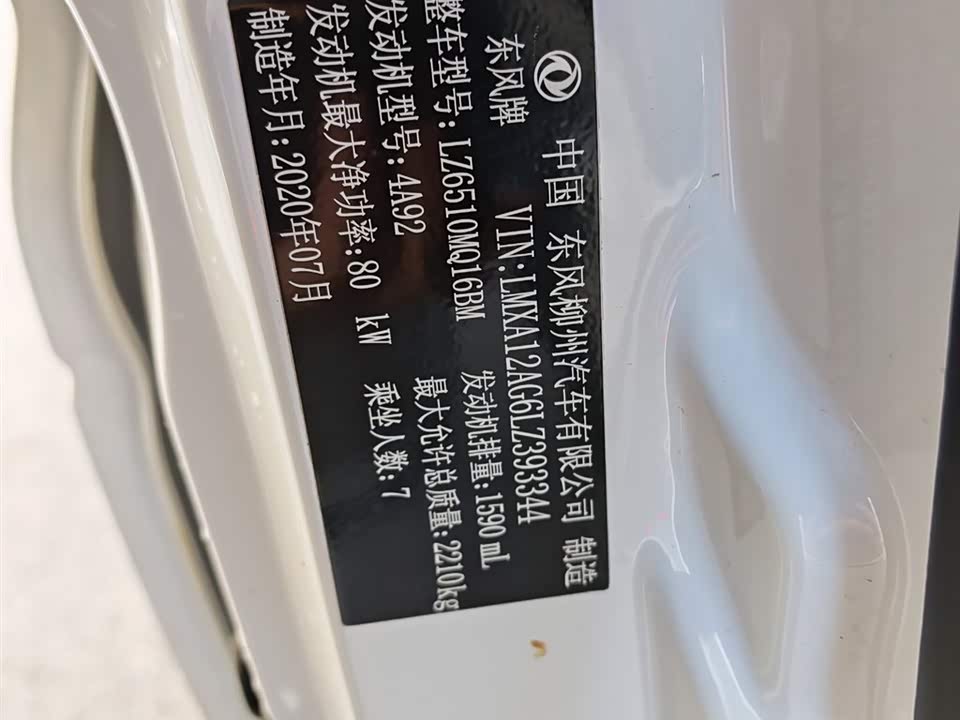 中国 东风柳州汽车有限公司 制造
东风牌 VIN:LMXA12AG6LZ393344
整车型号:LZ6510MQ16BM 发动机排量:1590 mL
发动机型号:4A92 最大允许总质量:2210kg
发动机最大净功率:80 kW 乘坐人数:7
制造年月:2020年07月